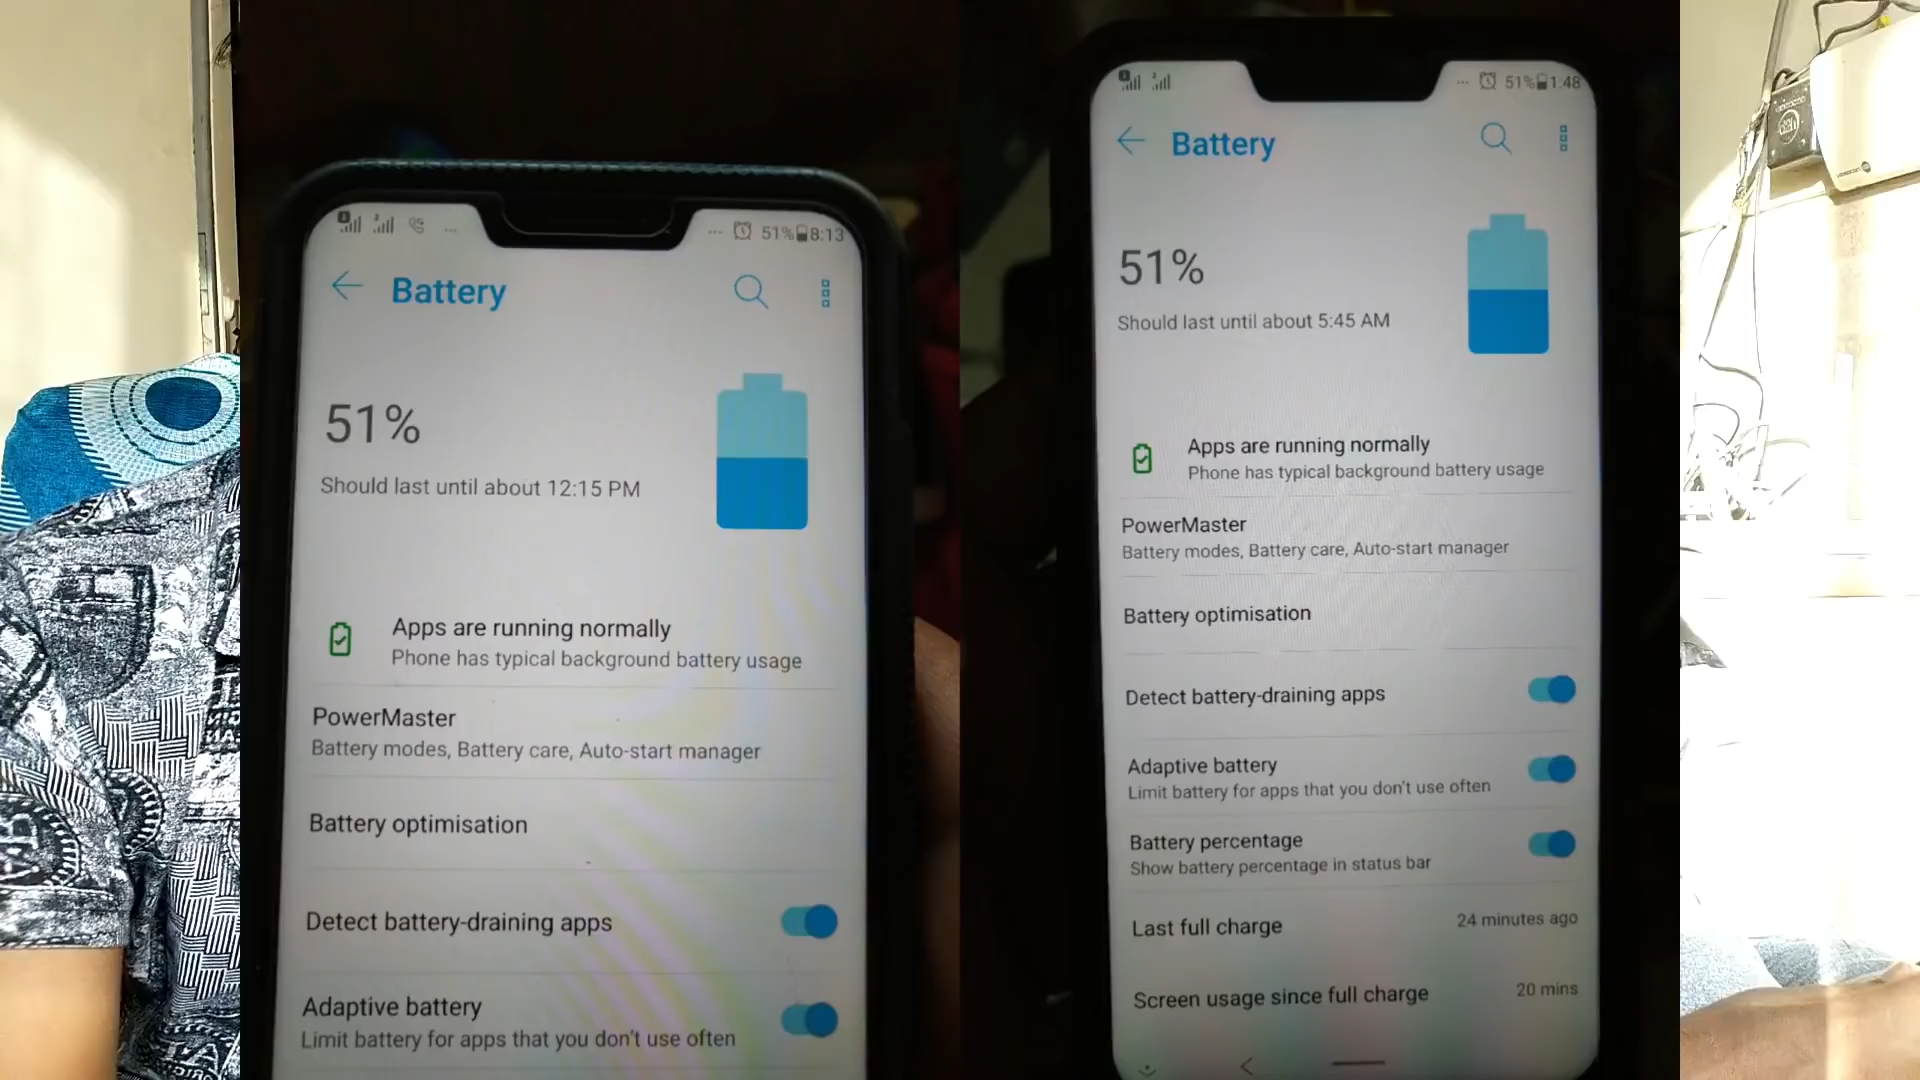 51% 8:13
Battery
51%
Should last until about 12:15 PM
Apps are running normally
Phone has typical background battery usage
PowerMaster
Battery modes, Battery care, Auto-start manager
Battery optimisation
Detect battery-draining apps
Adaptive battery
Limit battery for apps that you don't use often
51% 1:48
Battery
51%
Should last until about 5:45 AM
Apps are running normally
Phone has typical background battery usage
PowerMaster
Battery modes, Battery care, Auto-start manager
Battery optimisation
Detect battery-draining apps
Adaptive battery
Limit battery for apps that you don't use often
Battery percentage
Show battery percentage in status bar
Last full charge 24 minutes ago
Screen usage since full charge 20 mins